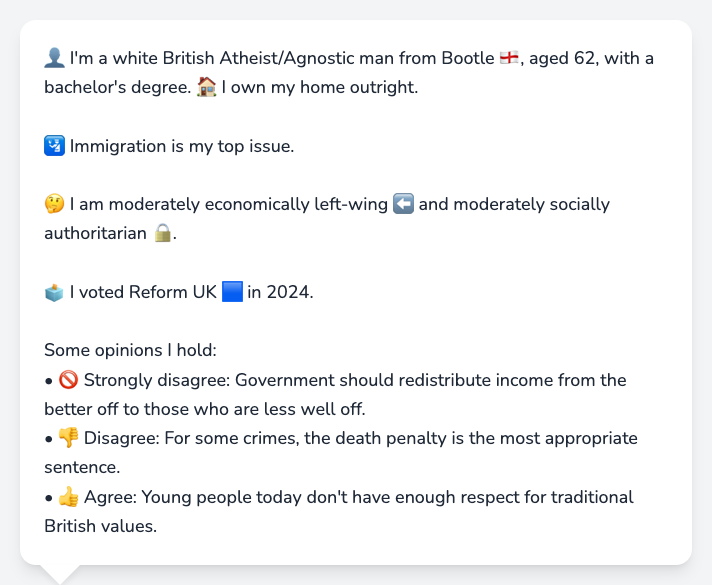 👤 I'm a white British Atheist/Agnostic man from Bootle 🏴󠁧󠁢󠁥󠁮󠁧󠁿, aged 62, with a
bachelor's degree. 🏠 I own my home outright.
🛂 Immigration is my top issue.
🤔 I am moderately economically left-wing ⬅️ and moderately socially
authoritarian 🔒.
🗳️ I voted Reform UK 🟦 in 2024.
Some opinions I hold:
• 🚫 Strongly disagree: Government should redistribute income from the
better off to those who are less well off.
• 👎 Disagree: For some crimes, the death penalty is the most appropriate
sentence.
• 👍 Agree: Young people today don't have enough respect for traditional
British values.